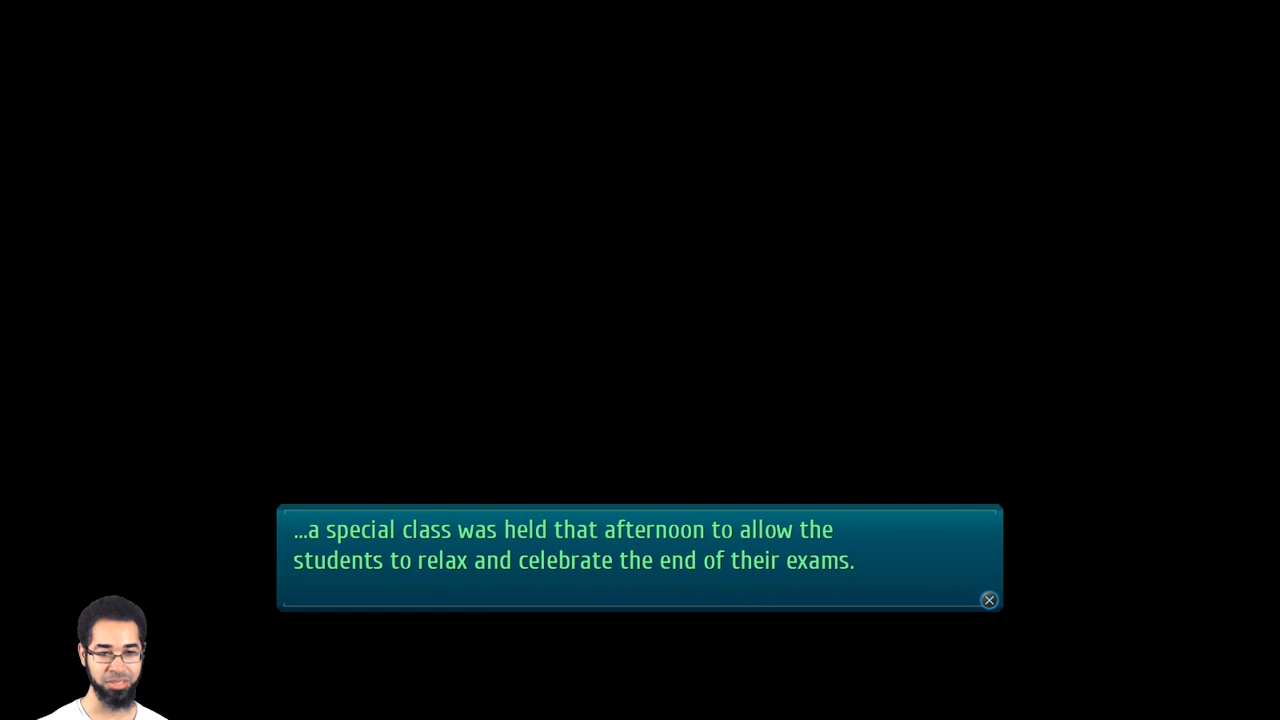 ...a special class was held that afternoon to allow the
students to relax and celebrate the end of their exams.